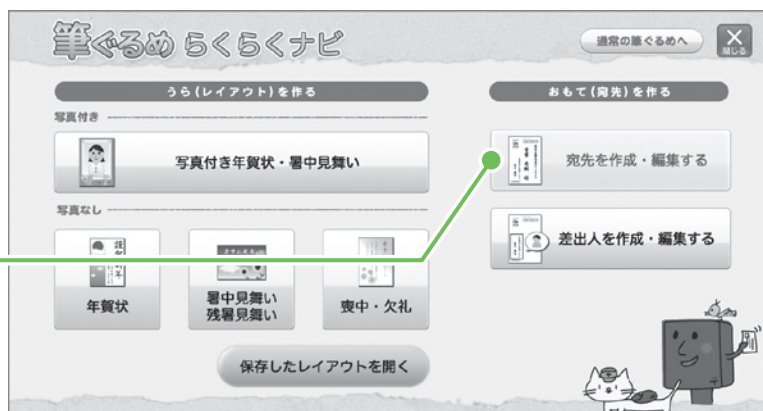 筆ぐるめ らくらくナビ
通常の筆ぐるめへ
閉じる
うら(レイアウト)を作る
写真付き
写真付き年賀状・暑中見舞い
写真なし
年賀状
暑中見舞い
残暑見舞い
喪中・欠礼
保存したレイアウトを開く
おもて(宛先)を作る
宛先を作成・編集する
差出人を作成・編集する